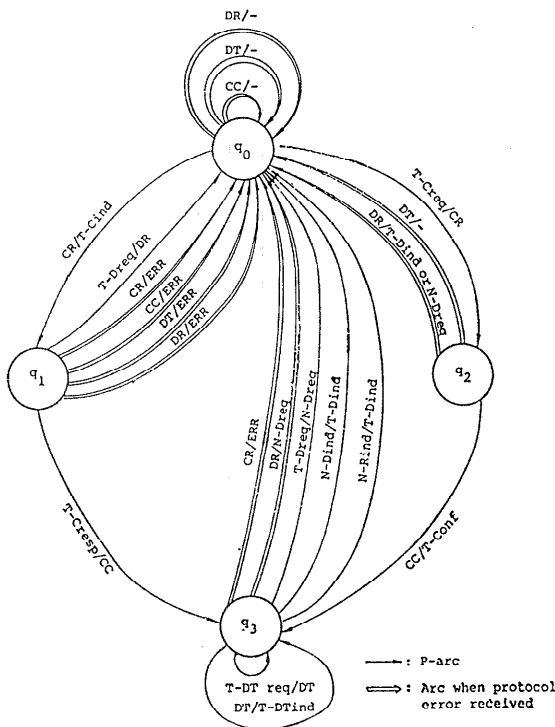 DR/-
DT/-
CC/-
q0
CR/T-Cind
T-Dreq/DR
CR/ERR
CC/ERR
DT/ERR
DR/ERR
T-Creq/CR
DT/-
DR/T-Dind or N-Dreq
q1
q2
CR/ERR
DR/N-Dreq
T-Dreq/N-Dreq
N-Dind/T-Dind
N-Rind/T-Dind
T-Cresp/CC
CC/T-Conf
q3
T-DT req/DT
DT/T-DTind
: P-arc
: Arc when protocol
error received